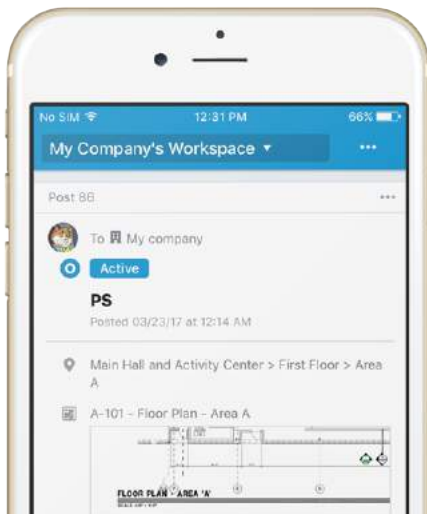 No SIM 12:31 PM 66%
My Company's Workspace
Post 86
To My company
Active
PS
Posted 03/23/17 at 12:14 AM
Main Hall and Activity Center > First Floor > Area
A
A-101 - Floor Plan - Area A
FLOOR PLAN - AREA 'A'